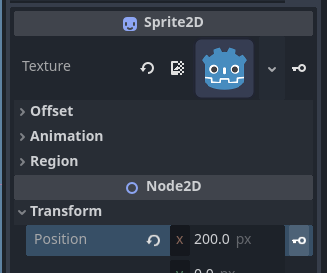 Sprite2D
Texture
Offset
Animation
Region
Node2D
Transform
Position x 200.0 px